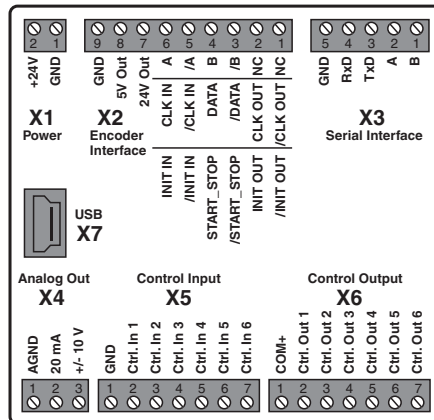 2 1
9 8 7 6 5 4 3 2 1
5 4 3 2 1
+24V
GND
GND
5V Out
24V Out
A
/A
B
/B
NC
NC
CLK IN
/CLK IN
DATA
/DATA
CLK OUT
/CLK OUT
INIT IN
/INIT IN
START_STOP
/START_STOP
INIT OUT
/INIT OUT
GND
RxD
TxD
A
B
X1
Power
X2
Encoder
Interface
X3
Serial Interface
USB
X7
Analog Out
X4
Control Input
X5
Control Output
X6
AGND
20 mA
+/- 10 V
GND
Ctrl. In 1
Ctrl. In 2
Ctrl. In 3
Ctrl. In 4
Ctrl. In 5
Ctrl. In 6
COM+
Ctrl. Out 1
Ctrl. Out 2
Ctrl. Out 3
Ctrl. Out 4
Ctrl. Out 5
Ctrl. Out 6
1 2 3
1 2 3 4 5 6 7
1 2 3 4 5 6 7